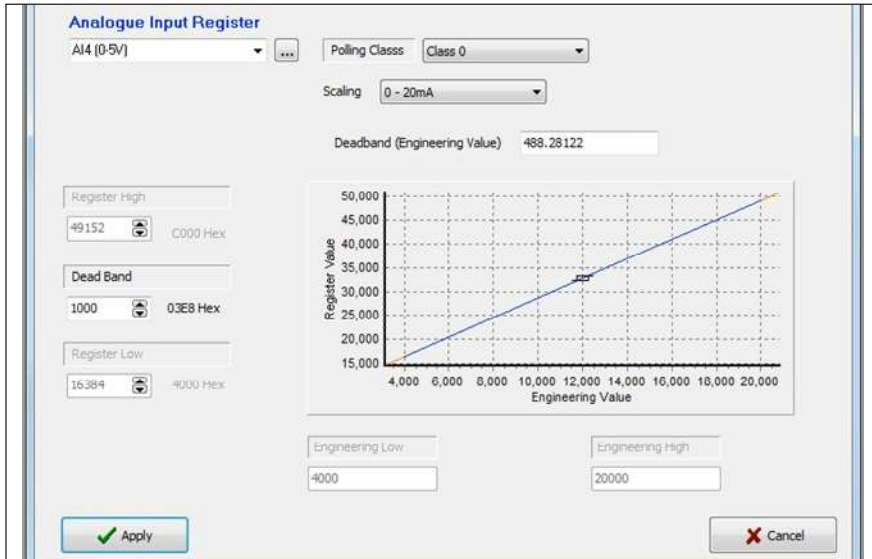 Analogue Input Register
AI4 (0-5V)
...
Polling Classs
Class 0
Scaling
0 - 20mA
Deadband (Engineering Value)
488.28122
Register High
49152
C000 Hex
Dead Band
1000
03E8 Hex
Register Low
16384
4000 Hex
Register Value
50,000
45,000
40,000
35,000
30,000
25,000
20,000
15,000
4,000 6,000 8,000 10,000 12,000 14,000 16,000 18,000 20,000
Engineering Value
Engineering Low
4000
Engineering High
20000
Apply
Cancel